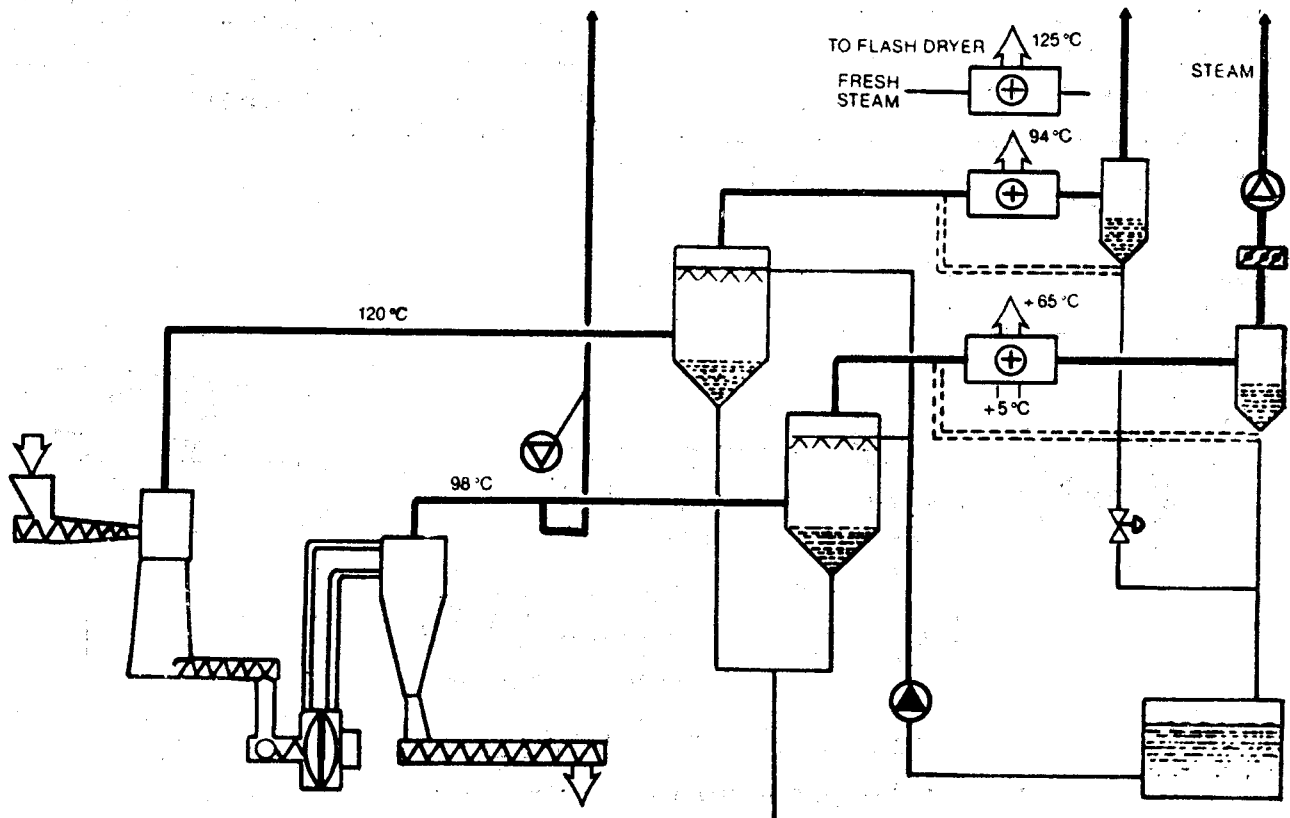 TO FLASH DRYER 125 °C
FRESH
STEAM
STEAM
94 °C
120 °C
+ 65 °C
+ 5 °C
98 °C